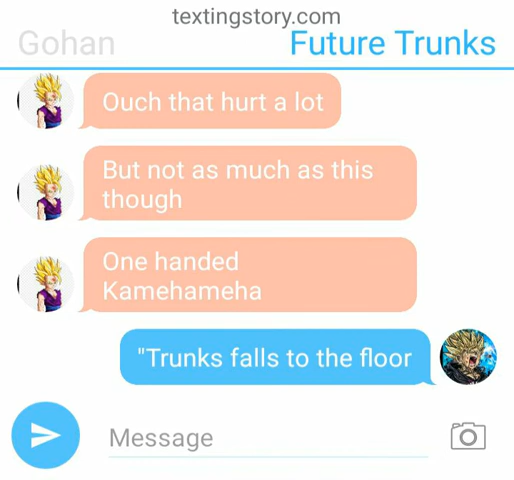 textingstory.com
Gohan
Future Trunks
Ouch that hurt a lot
But not as much as this
though
One handed
Kamehameha
"Trunks falls to the floor
Message